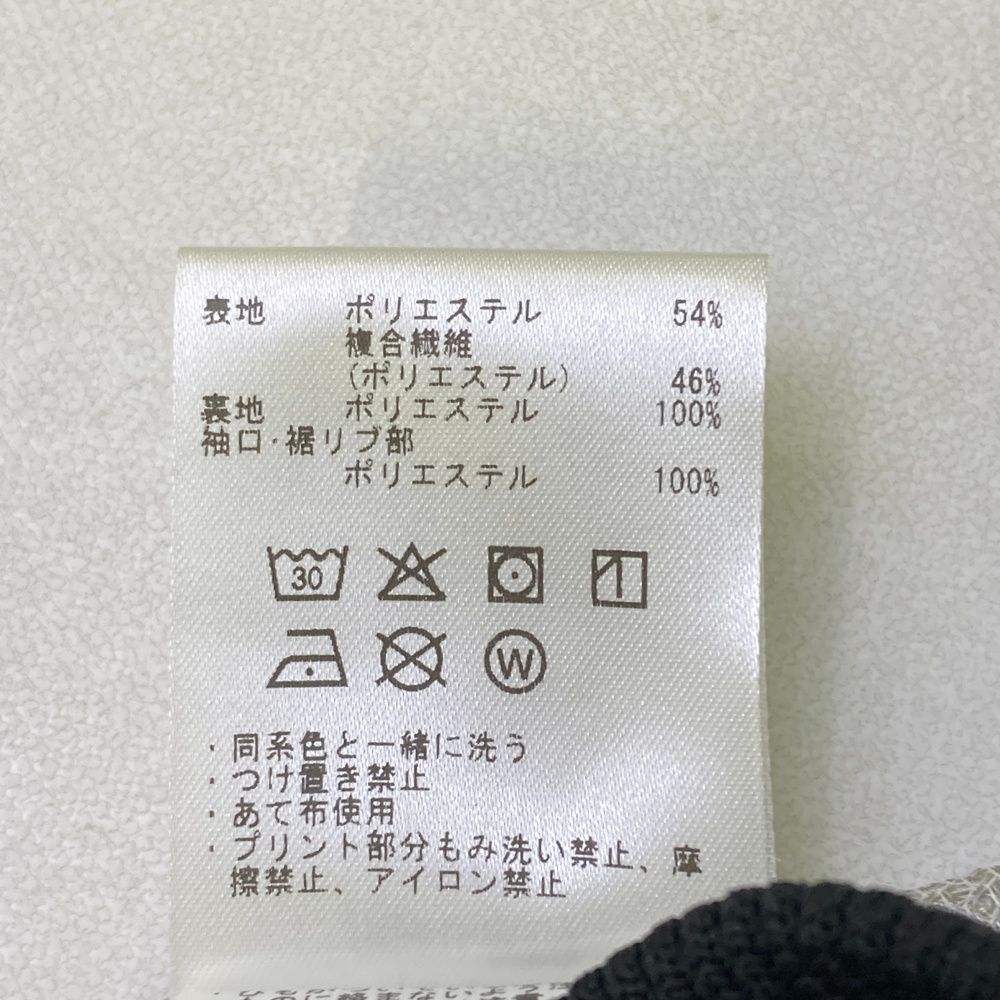 表地 ポリエステル 54%
複合繊維
(ポリエステル) 46%
裏地 ポリエステル 100%
袖口・裾リブ部
ポリエステル 100%
30
W
・同系色と一緒に洗う
・つけ置き禁止
・あて布使用
・プリント部分もみ洗い禁止、摩
擦禁止、アイロン禁止